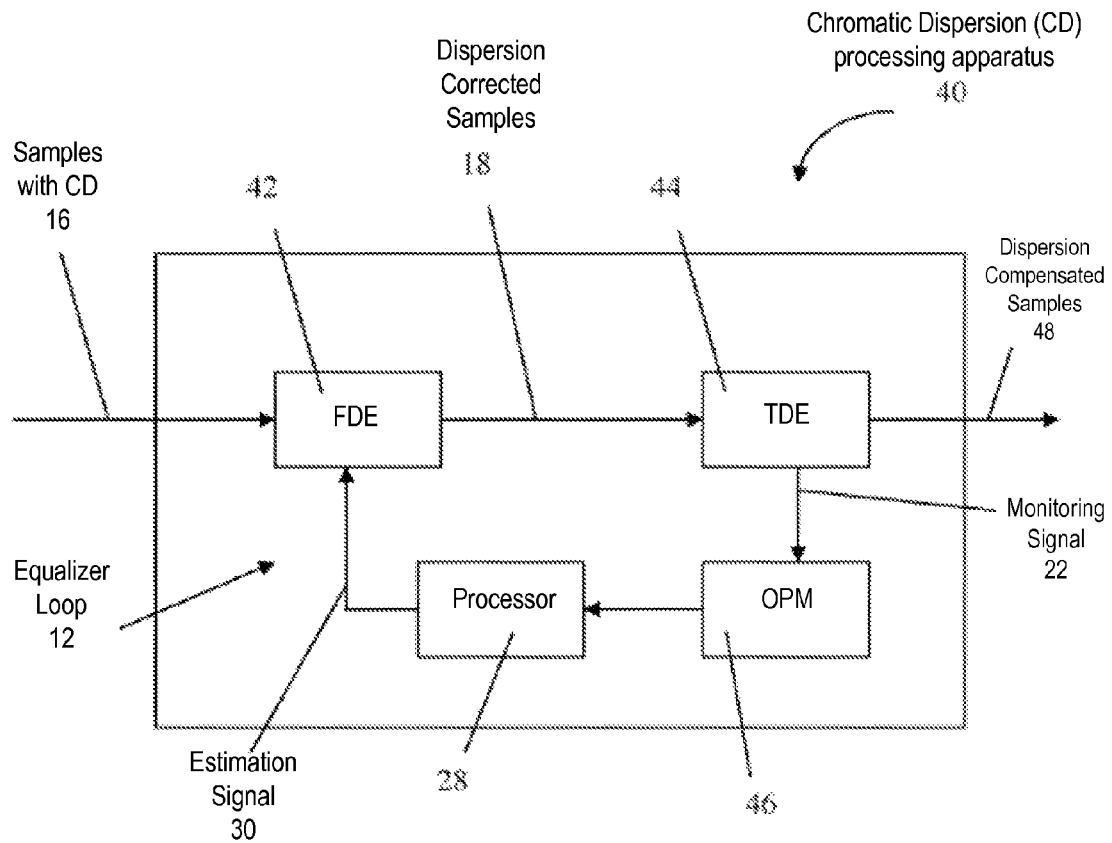 Chromatic Dispersion (CD)
processing apparatus
40
Dispersion
Corrected
Samples
18
Samples
with CD
16
42
44
Dispersion
Compensated
Samples
48
FDE
TDE
Monitoring
Signal
22
Equalizer
Loop
12
Processor
OPM
Estimation
Signal
30
28
46